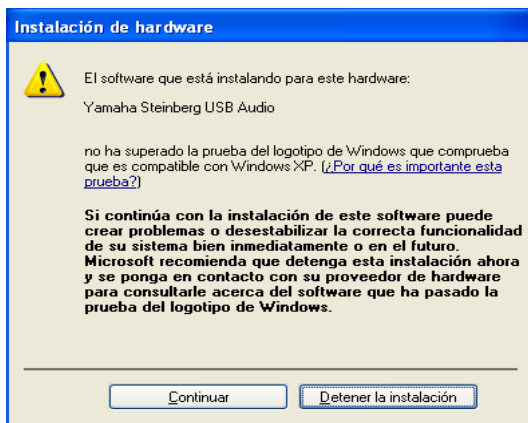 Instalación de hardware
El software que está instalando para este hardware:
Yamaha Steinberg USB Audio
no ha superado la prueba del logotipo de Windows que comprueba
que es compatible con Windows XP. (¿Por qué es importante esta
prueba?)
Si continúa con la instalación de este software puede
crear problemas o desestabilizar la correcta funcionalidad
de su sistema bien inmediatamente o en el futuro.
Microsoft recomienda que detenga esta instalación ahora
y se ponga en contacto con su proveedor de hardware
para consultarle acerca del software que ha pasado la
prueba del logotipo de Windows.
Continuar Detener la instalación